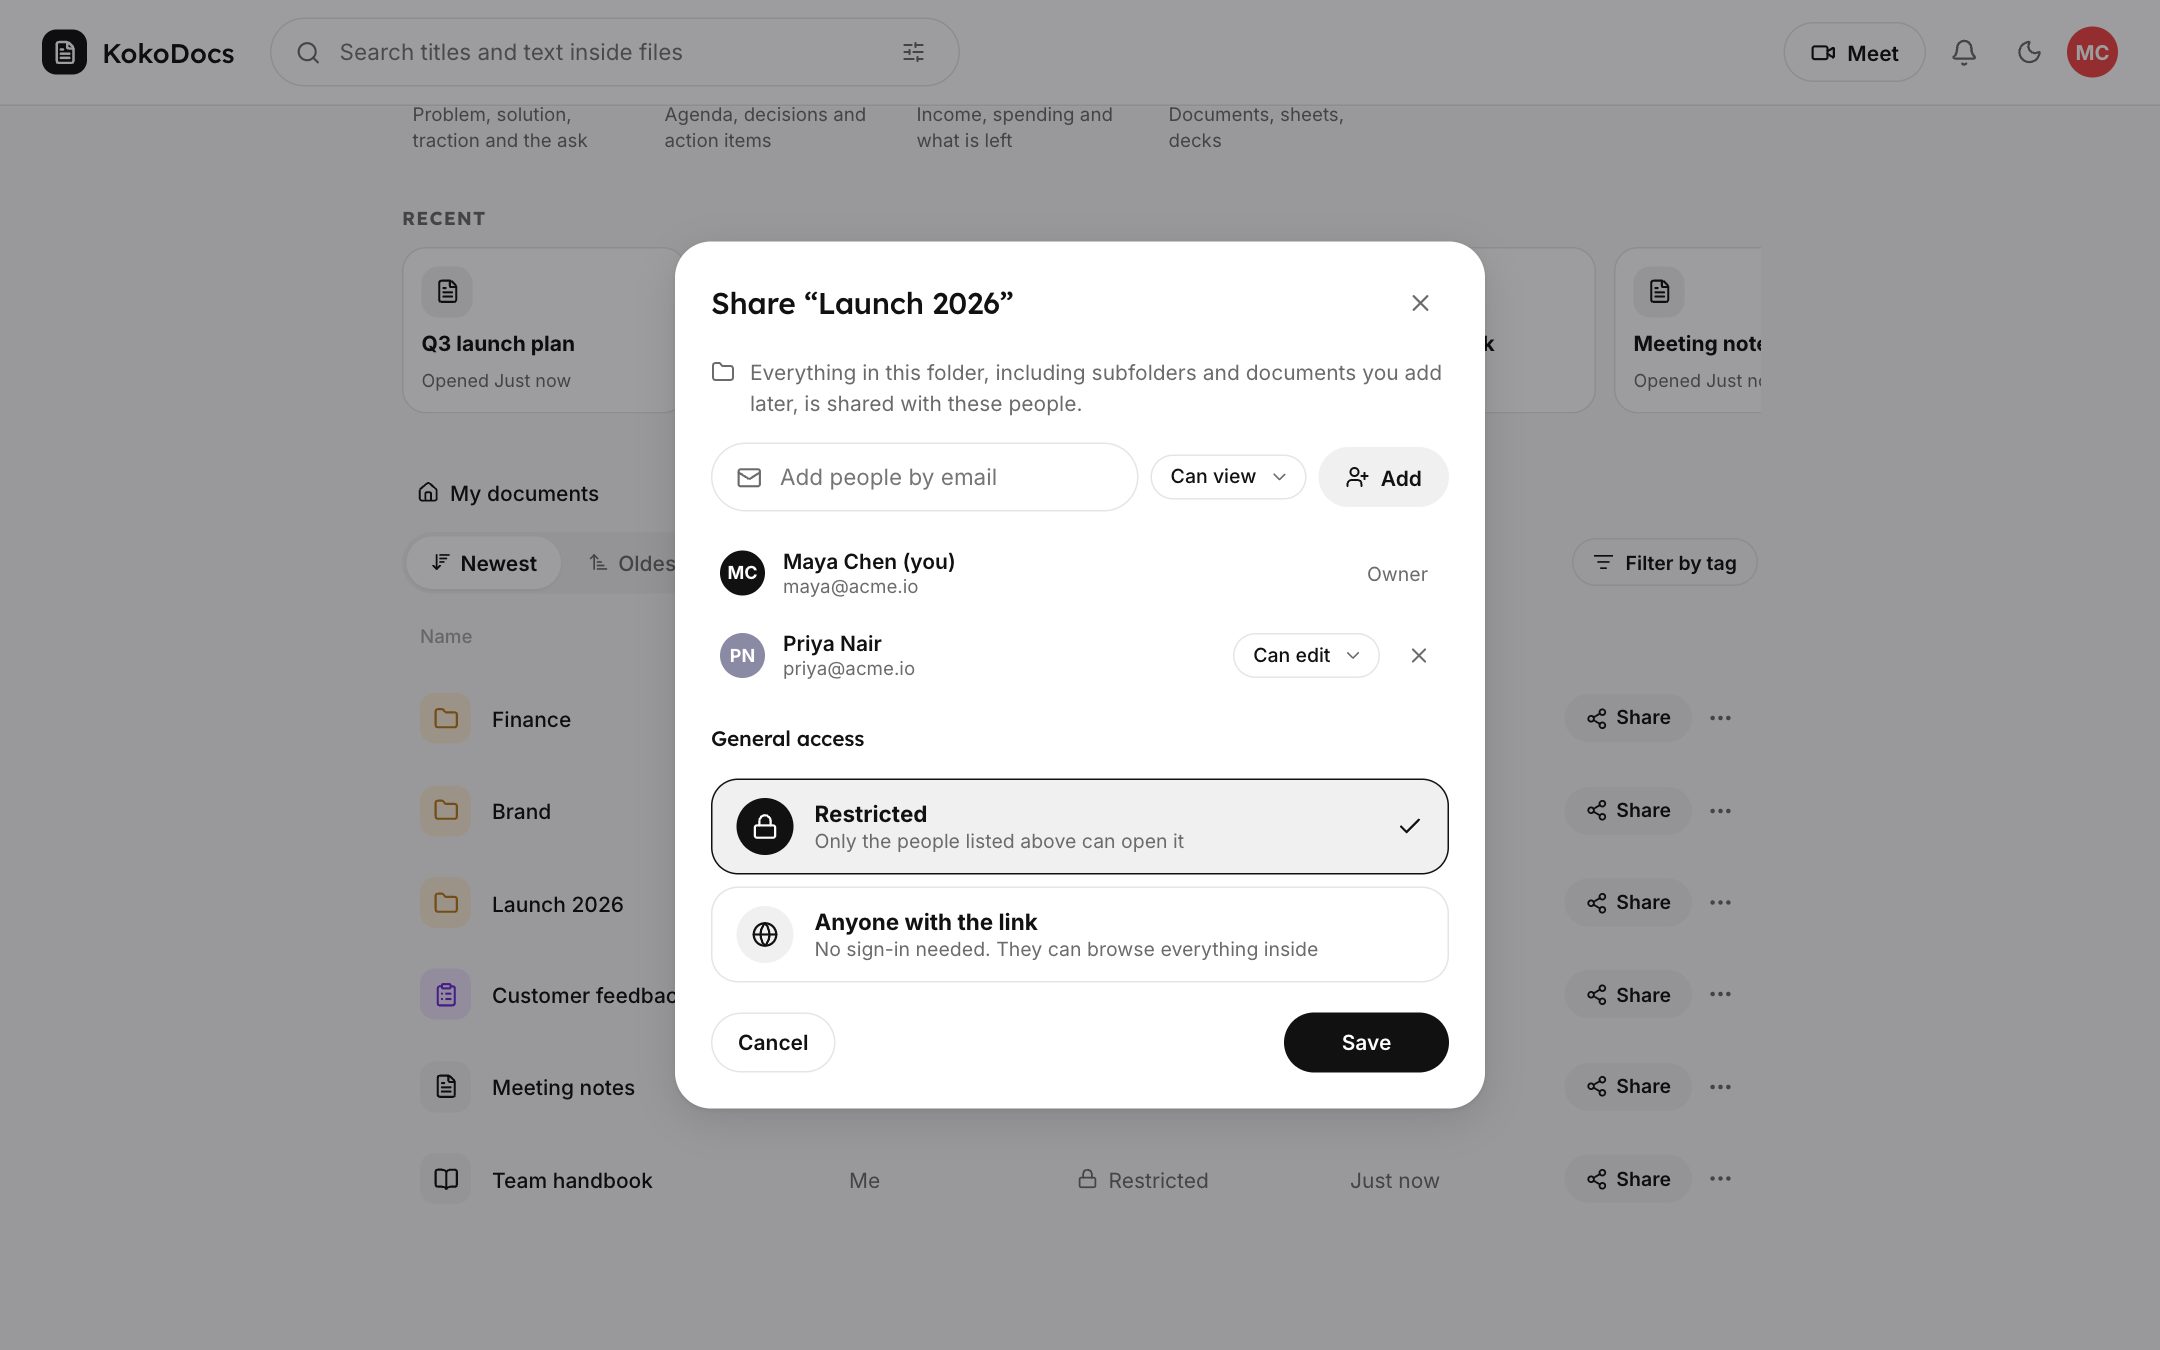 KokoDocs
Search titles and text inside files
Meet
MC
Problem, solution,
traction and the ask
Agenda, decisions and
action items
Income, spending and
what is left
Documents, sheets,
decks
RECENT
Q3 launch plan
Opened Just now
Meeting note
Opened Just no
My documents
Newest
Oldes
Filter by tag
Name
Finance
Share
Brand
Share
Launch 2026
Share
Customer feedbac
Share
Meeting notes
Share
Team handbook
Me
Restricted
Just now
Share
Share “Launch 2026”
Everything in this folder, including subfolders and documents you add
later, is shared with these people.
Add people by email
Can view
Add
MC
Maya Chen (you)
maya@acme.io
Owner
PN
Priya Nair
priya@acme.io
Can edit
General access
Restricted
Only the people listed above can open it
Anyone with the link
No sign-in needed. They can browse everything inside
Cancel
Save